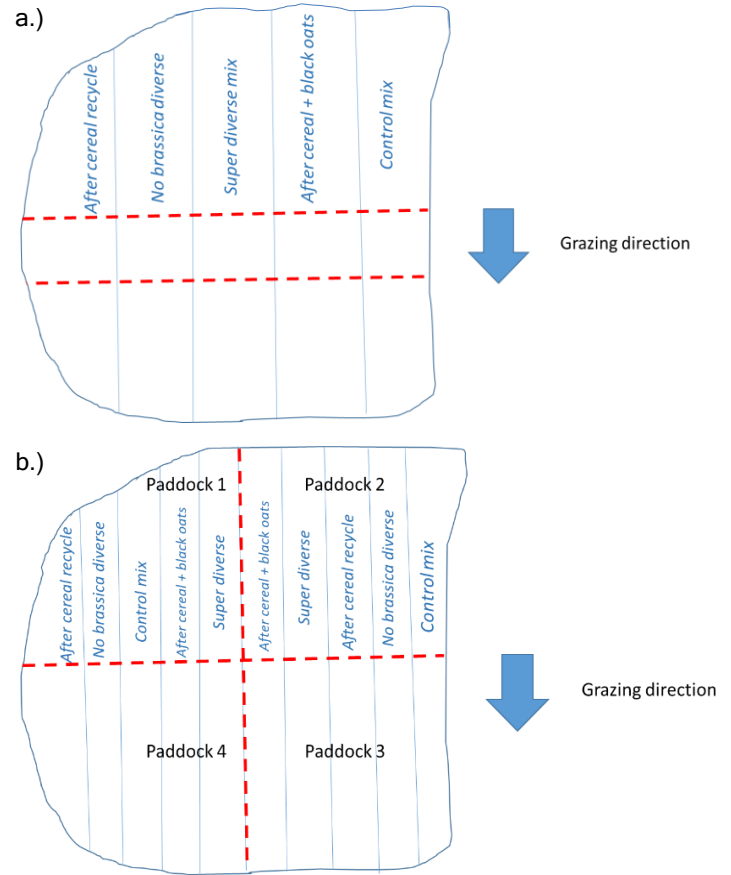 a.)
After cereal recycle
No brassica diverse
Super diverse mix
After cereal + black oats
Control mix
Grazing direction
b.)
Paddock 1
Paddock 2
After cereal recycle
No brassica diverse
Control mix
After cereal + black oats
Super diverse
After cereal + black oats
Super diverse
After cereal recycle
No brassica diverse
Control mix
Grazing direction
Paddock 4
Paddock 3